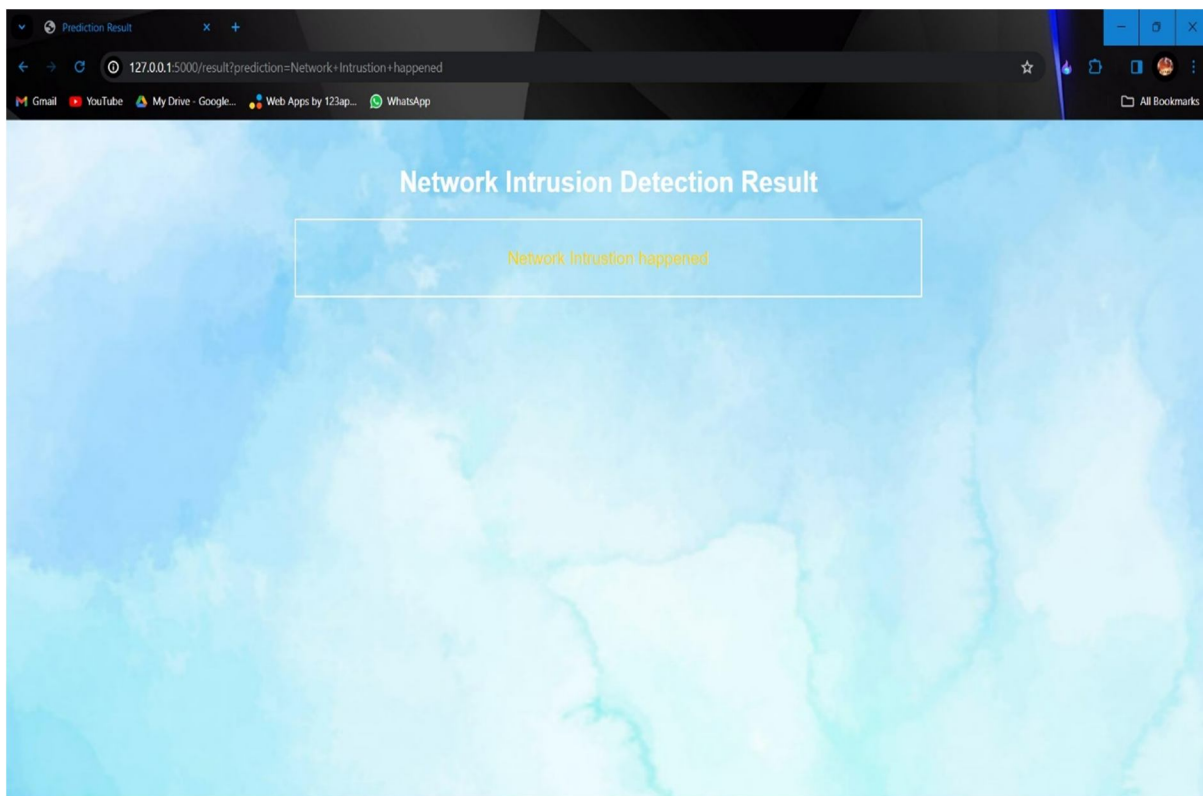 Prediction Result
127.0.0.1:5000/result?prediction=Network+Intrustion+happened
Gmail YouTube My Drive - Google... Web Apps by 123ap... WhatsApp All Bookmarks
Network Intrusion Detection Result
Network Intrustion happened